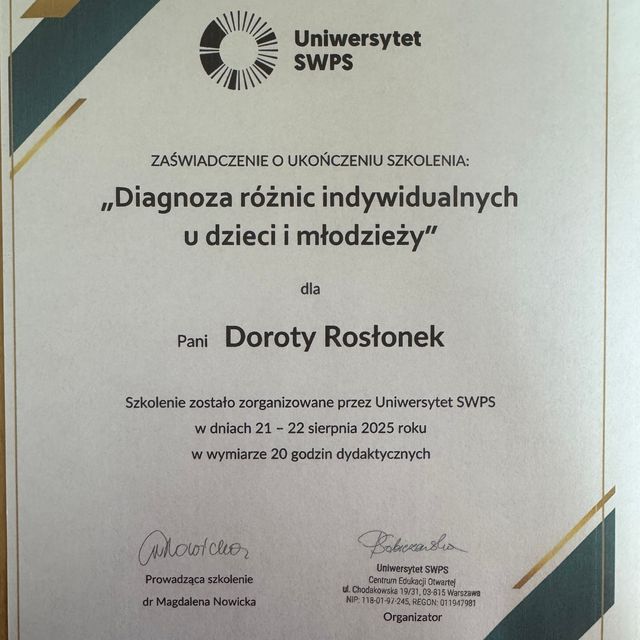 Uniwersytet
SWPS
ZAŚWIADCZENIE O UKOŃCZENIU SZKOLENIA:
„Diagnoza różnic indywidualnych
u dzieci i młodzieży”
dla
Pani Doroty Rosłonek
Szkolenie zostało zorganizowane przez Uniwersytet SWPS
w dniach 21 – 22 sierpnia 2025 roku
w wymiarze 20 godzin dydaktycznych
Prowadząca szkolenie
dr Magdalena Nowicka
Uniwersytet SWPS
Centrum Edukacji Otwartej
ul. Chodakowska 19/31, 03-815 Warszawa
NIP: 118-01-97-245, REGON: 011947981
Organizator